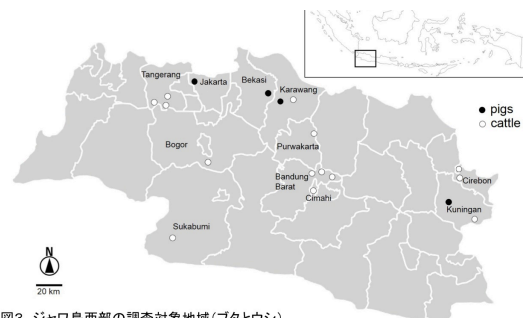 Tangerang
Jakarta
Bekasi
Karawang
pigs
cattle
Bogor
Purwakarta
Bandung
Barat
Cimahi
Cirebon
Kuningan
Sukabumi
N
20 km
図3 ジャワ島西部の調査対象地域(ブタとウシ)